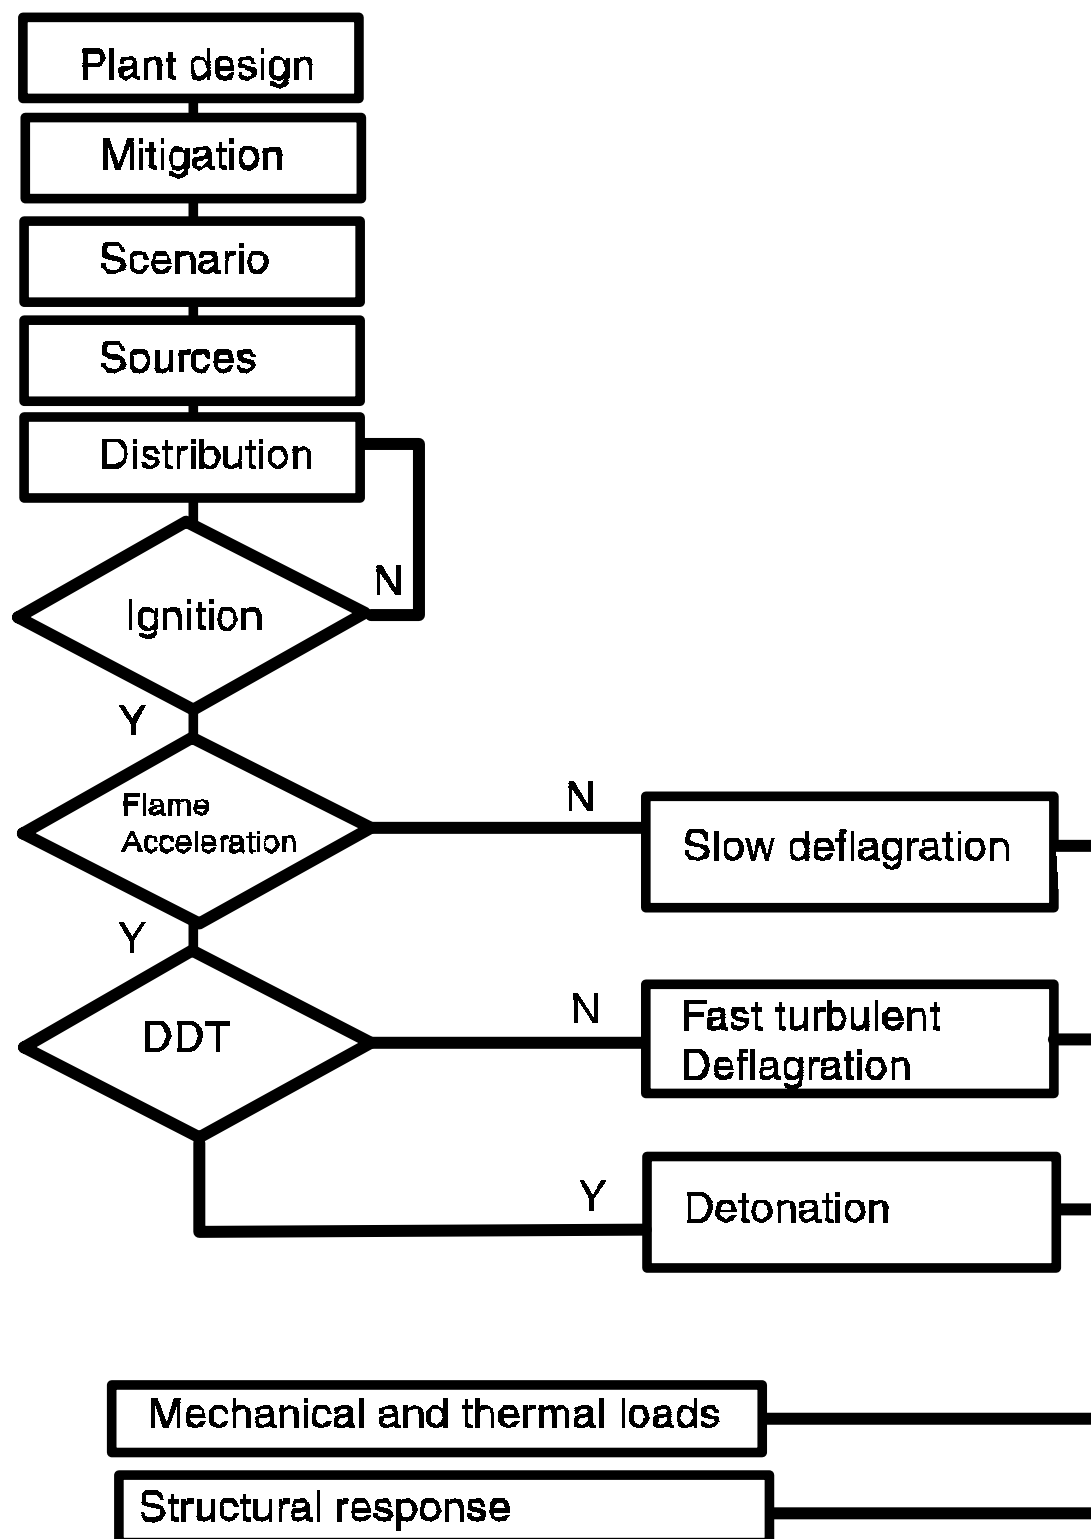 Plant design
Mitigation
Scenario
Sources
Distribution
N
Ignition
Y
Flame
Acceleration
N
Slow deflagration
Y
DDT
N
Fast turbulent
Deflagration
Y
Detonation
Mechanical and thermal loads
Structural response